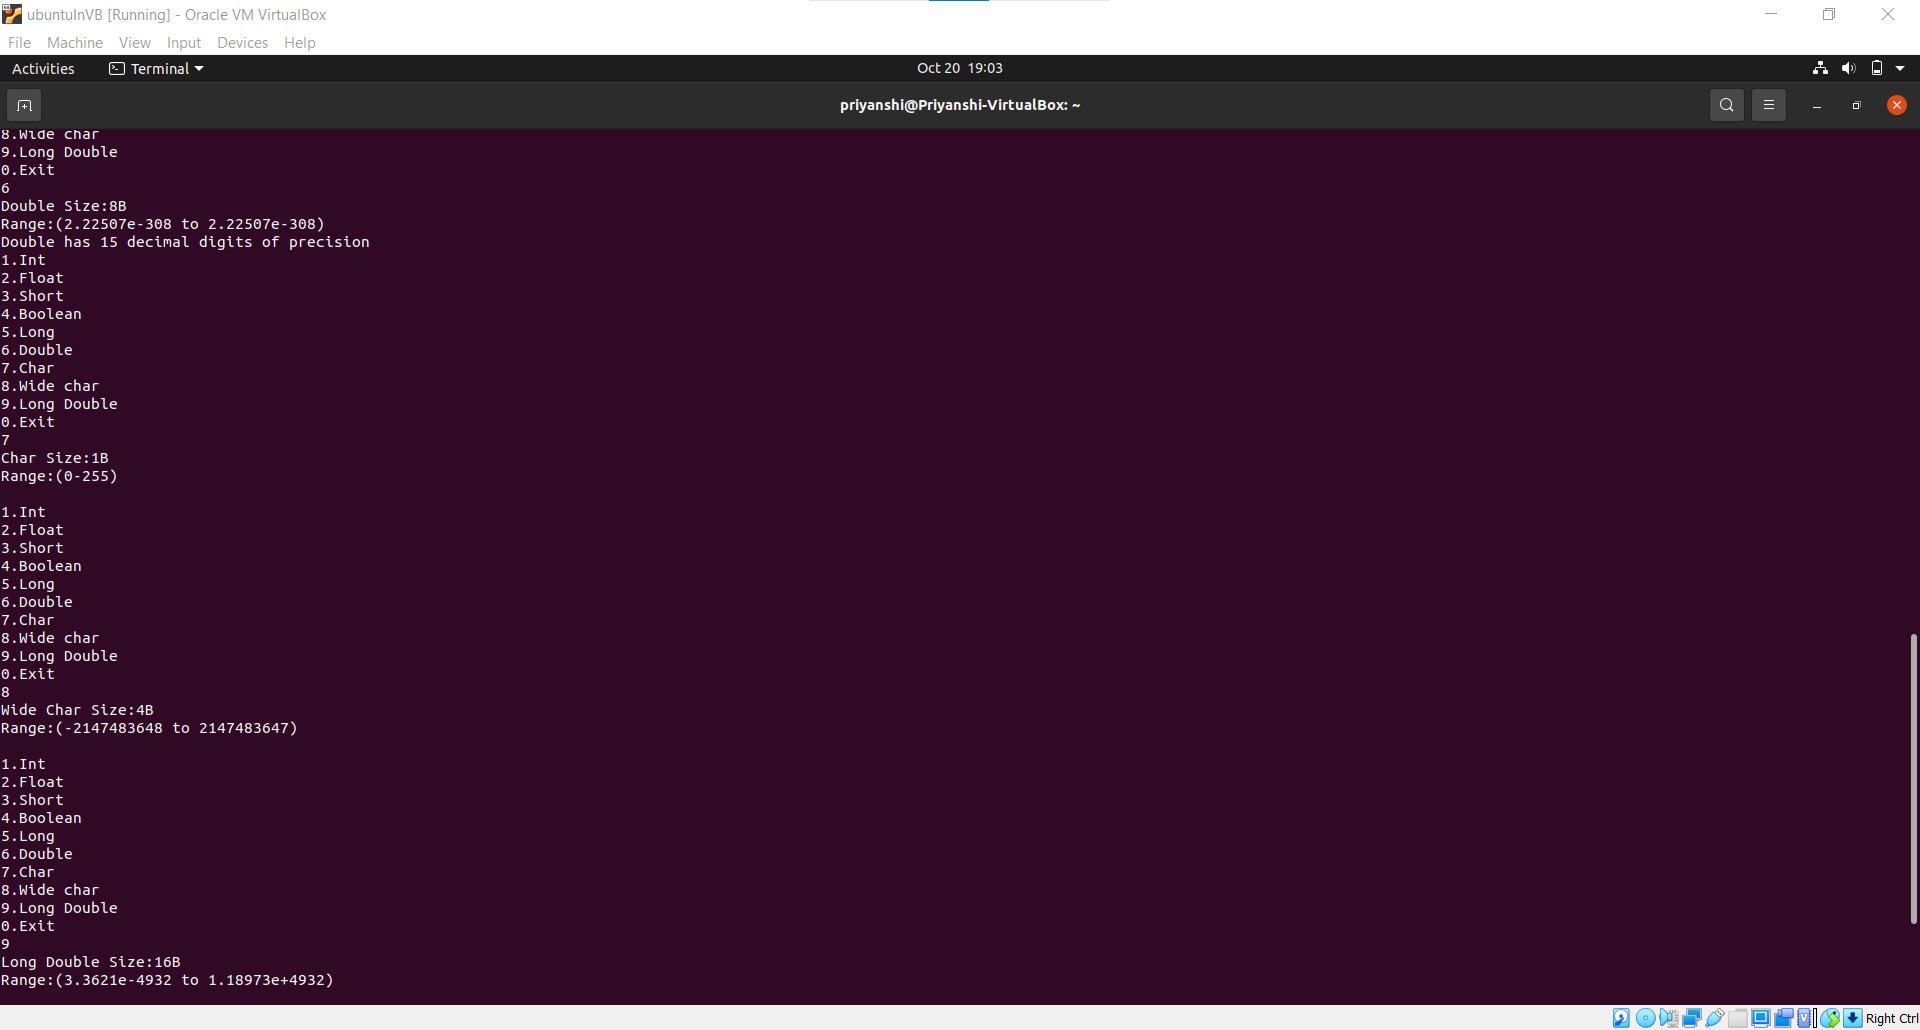 ubuntuInVB [Running] - Oracle VM VirtualBox
File Machine View Input Devices Help
Activities Terminal Oct 20 19:03
priyanshi@Priyanshi-VirtualBox: ~
8.Wide char
9.Long Double
0.Exit
6
Double Size:8B
Range:(2.22507e-308 to 2.22507e-308)
Double has 15 decimal digits of precision
1.Int
2.Float
3.Short
4.Boolean
5.Long
6.Double
7.Char
8.Wide char
9.Long Double
0.Exit
7
Char Size:1B
Range:(0-255)
1.Int
2.Float
3.Short
4.Boolean
5.Long
6.Double
7.Char
8.Wide char
9.Long Double
0.Exit
8
Wide Char Size:4B
Range:(-2147483648 to 2147483647)
1.Int
2.Float
3.Short
4.Boolean
5.Long
6.Double
7.Char
8.Wide char
9.Long Double
0.Exit
9
Long Double Size:16B
Range:(3.3621e-4932 to 1.18973e+4932)
Right Ctrl